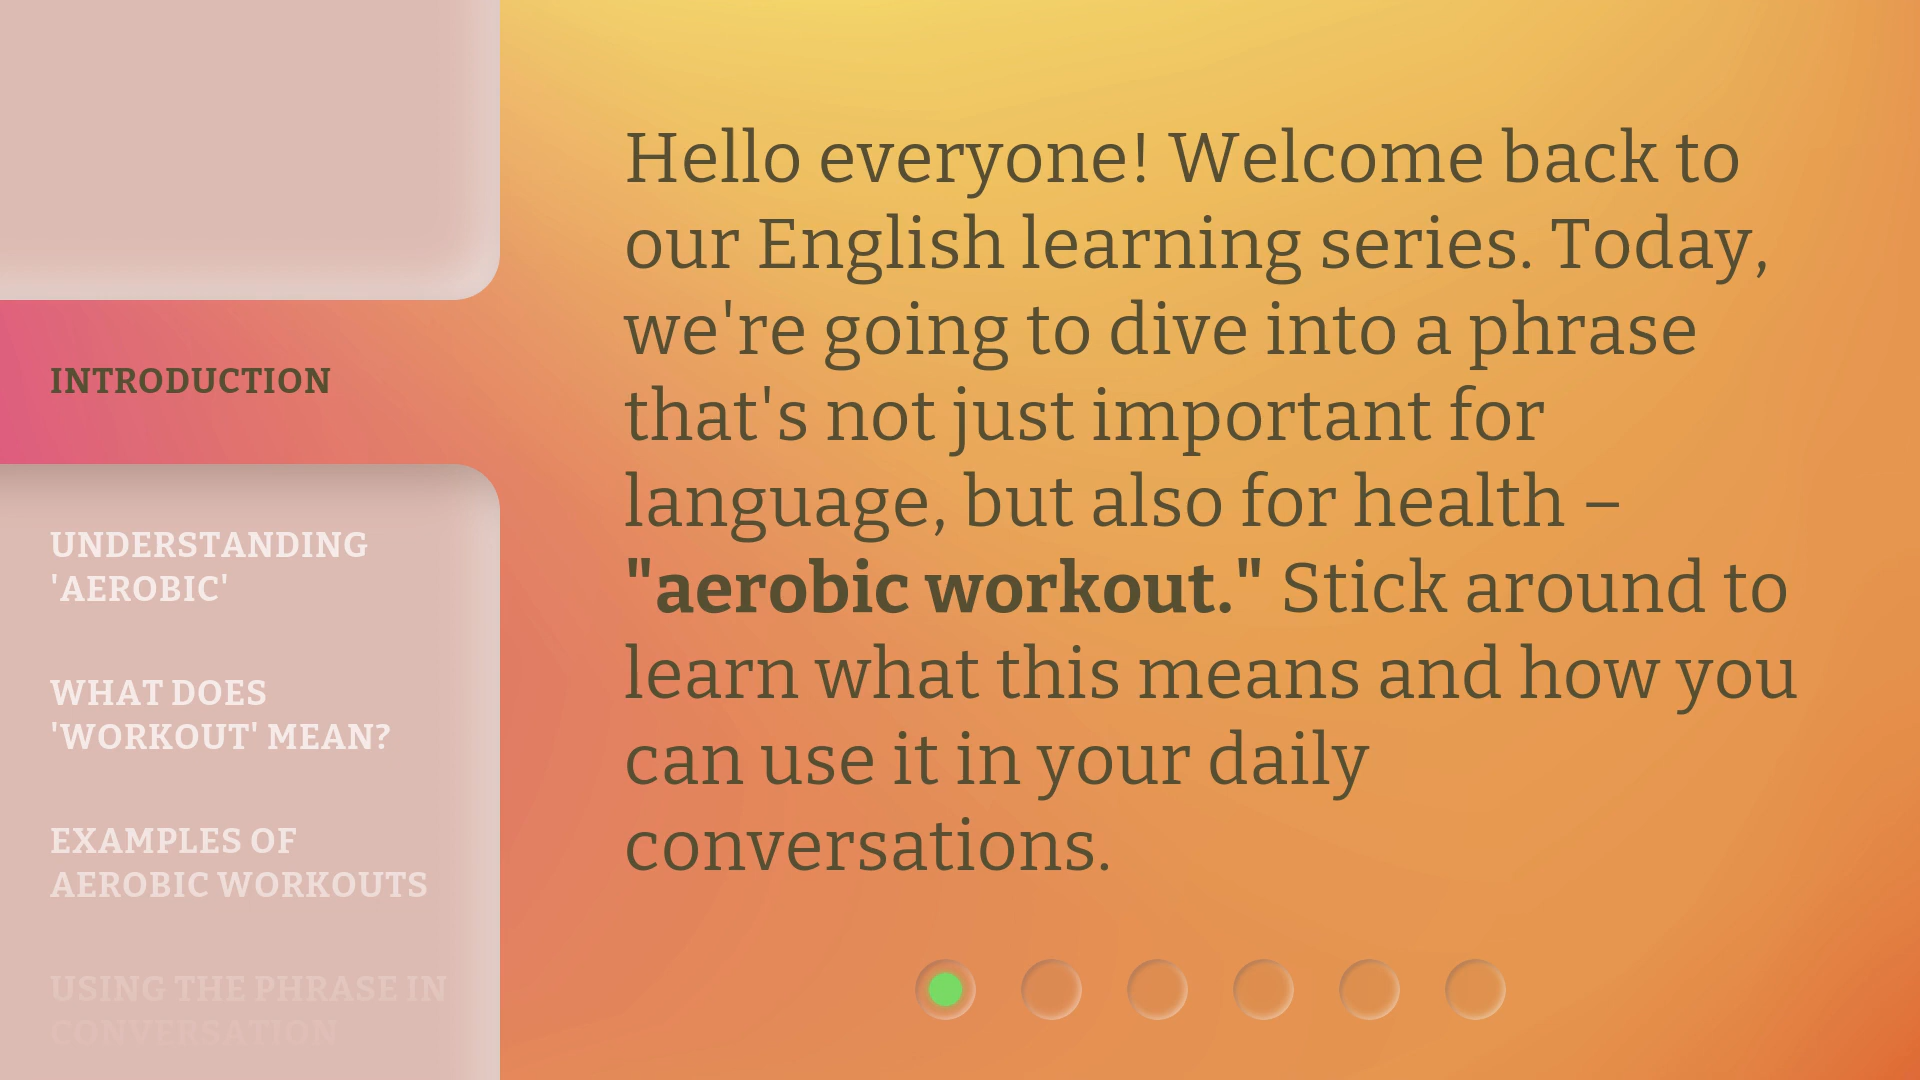 INTRODUCTION
UNDERSTANDING
'AEROBIC'
WHAT DOES
'WORKOUT' MEAN?
EXAMPLES OF
AEROBIC WORKOUTS
USING THE PHRASE IN
CONVERSATION
Hello everyone! Welcome back to
our English learning series. Today,
we're going to dive into a phrase
that's not just important for
language, but also for health –
"aerobic workout." Stick around to
learn what this means and how you
can use it in your daily
conversations.